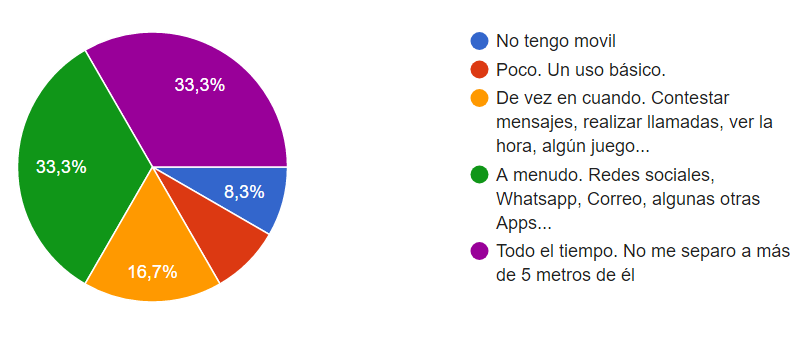 33,3%
33,3%
8,3%
16,7%
No tengo movil
Poco. Un uso básico.
De vez en cuando. Contestar
mensajes, realizar llamadas, ver la
hora, algún juego...
A menudo. Redes sociales,
Whatsapp, Correo, algunas otras
Apps...
Todo el tiempo. No me separo a más
de 5 metros de él